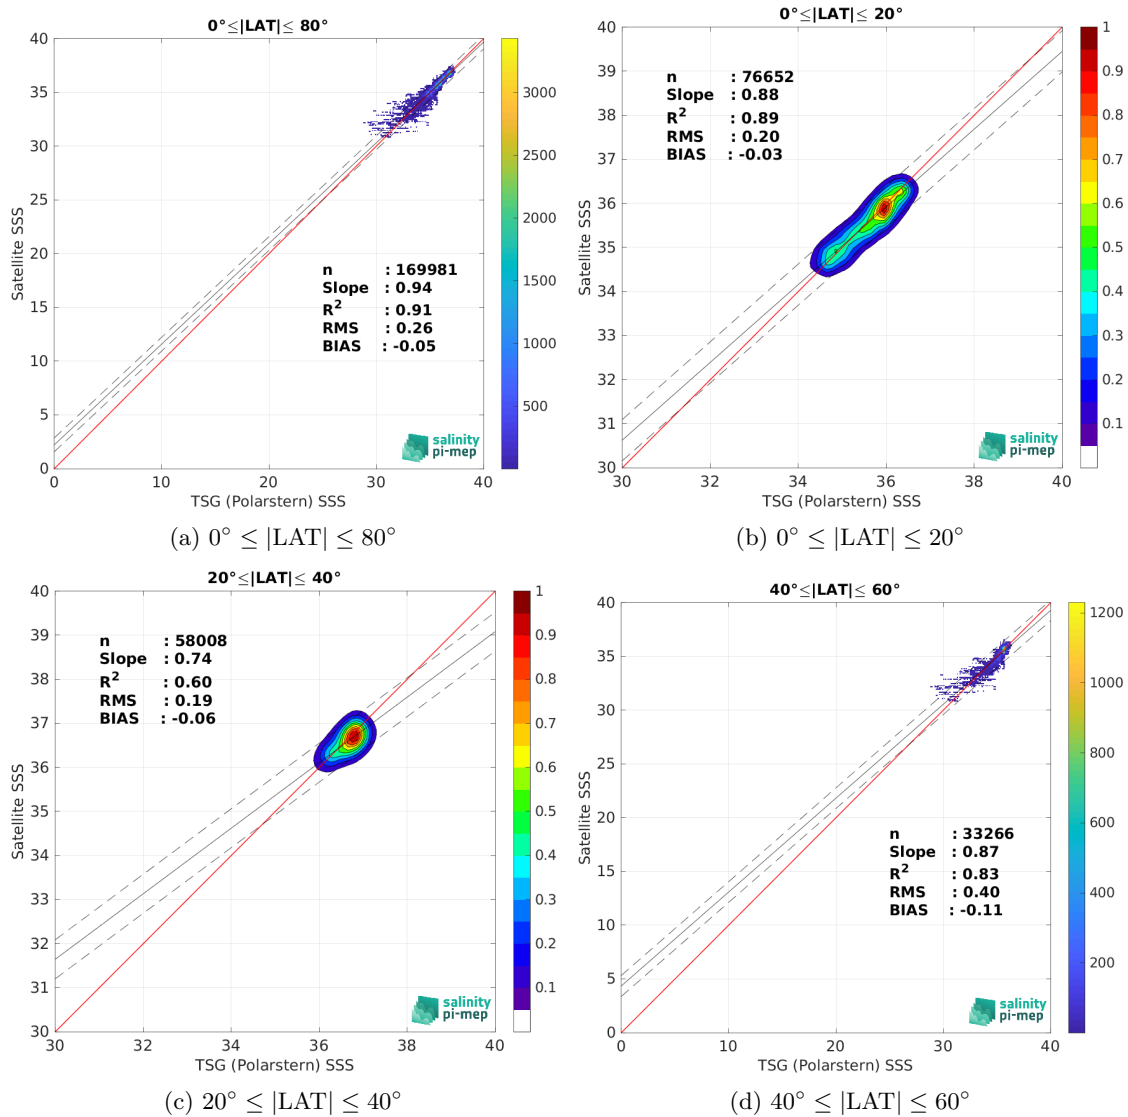 0°≤|LAT|≤ 80°
Satellite SSS
40
35
30
25
20
15
10
5
0
0 10 20 30 40
TSG (Polarstern) SSS
n : 169981
Slope : 0.94
R² : 0.91
RMS : 0.26
BIAS : -0.05
salinity
pi-mep
3000
2500
2000
1500
1000
500
(a) 0° ≤ |LAT| ≤ 80°
0°≤|LAT|≤ 20°
Satellite SSS
40
39
38
37
36
35
34
33
32
31
30
30 32 34 36 38 40
TSG (Polarstern) SSS
n : 76652
Slope : 0.88
R² : 0.89
RMS : 0.20
BIAS : -0.03
salinity
pi-mep
1
0.9
0.8
0.7
0.6
0.5
0.4
0.3
0.2
0.1
(b) 0° ≤ |LAT| ≤ 20°
20°≤|LAT|≤ 40°
Satellite SSS
40
39
38
37
36
35
34
33
32
31
30
30 32 34 36 38 40
TSG (Polarstern) SSS
n : 58008
Slope : 0.74
R² : 0.60
RMS : 0.19
BIAS : -0.06
salinity
pi-mep
1
0.9
0.8
0.7
0.6
0.5
0.4
0.3
0.2
0.1
(c) 20° ≤ |LAT| ≤ 40°
40°≤|LAT|≤ 60°
Satellite SSS
40
35
30
25
20
15
10
5
0
0 10 20 30 40
TSG (Polarstern) SSS
n : 33266
Slope : 0.87
R² : 0.83
RMS : 0.40
BIAS : -0.11
salinity
pi-mep
1200
1000
800
600
400
200
(d) 40° ≤ |LAT| ≤ 60°